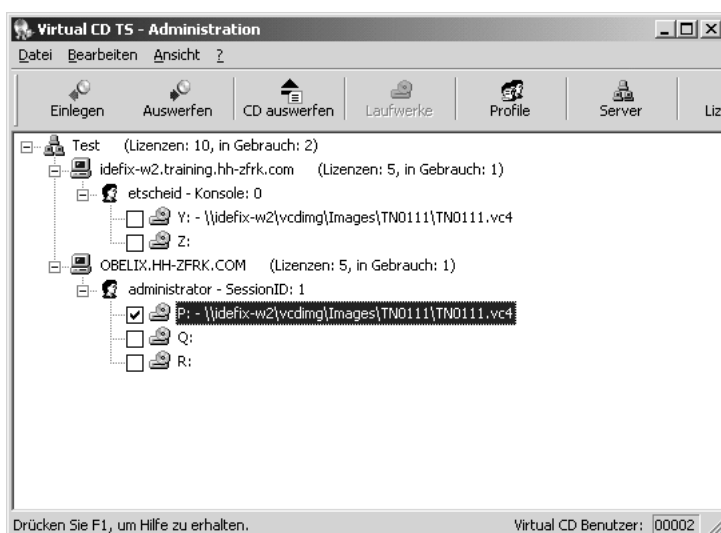 Virtual CD TS - Administration
Datei Bearbeiten Ansicht ?
Einlegen Auswerfen CD auswerfen Laufwerke Profile Server Liz
Test (Lizenzen: 10, in Gebrauch: 2)
idefix-w2.training.hh-zfrk.com (Lizenzen: 5, in Gebrauch: 1)
etscheid - Konsole: 0
Y: - \\idefix-w2\vcdimg\Images\TN0111\TN0111.vc4
Z:
OBELIX.HH-ZFRK.COM (Lizenzen: 5, in Gebrauch: 1)
administrator - SessionID: 1
P: - \\idefix-w2\vcdimg\Images\TN0111\TN0111.vc4
Q:
R:
Drücken Sie F1, um Hilfe zu erhalten. Virtual CD Benutzer: 00002